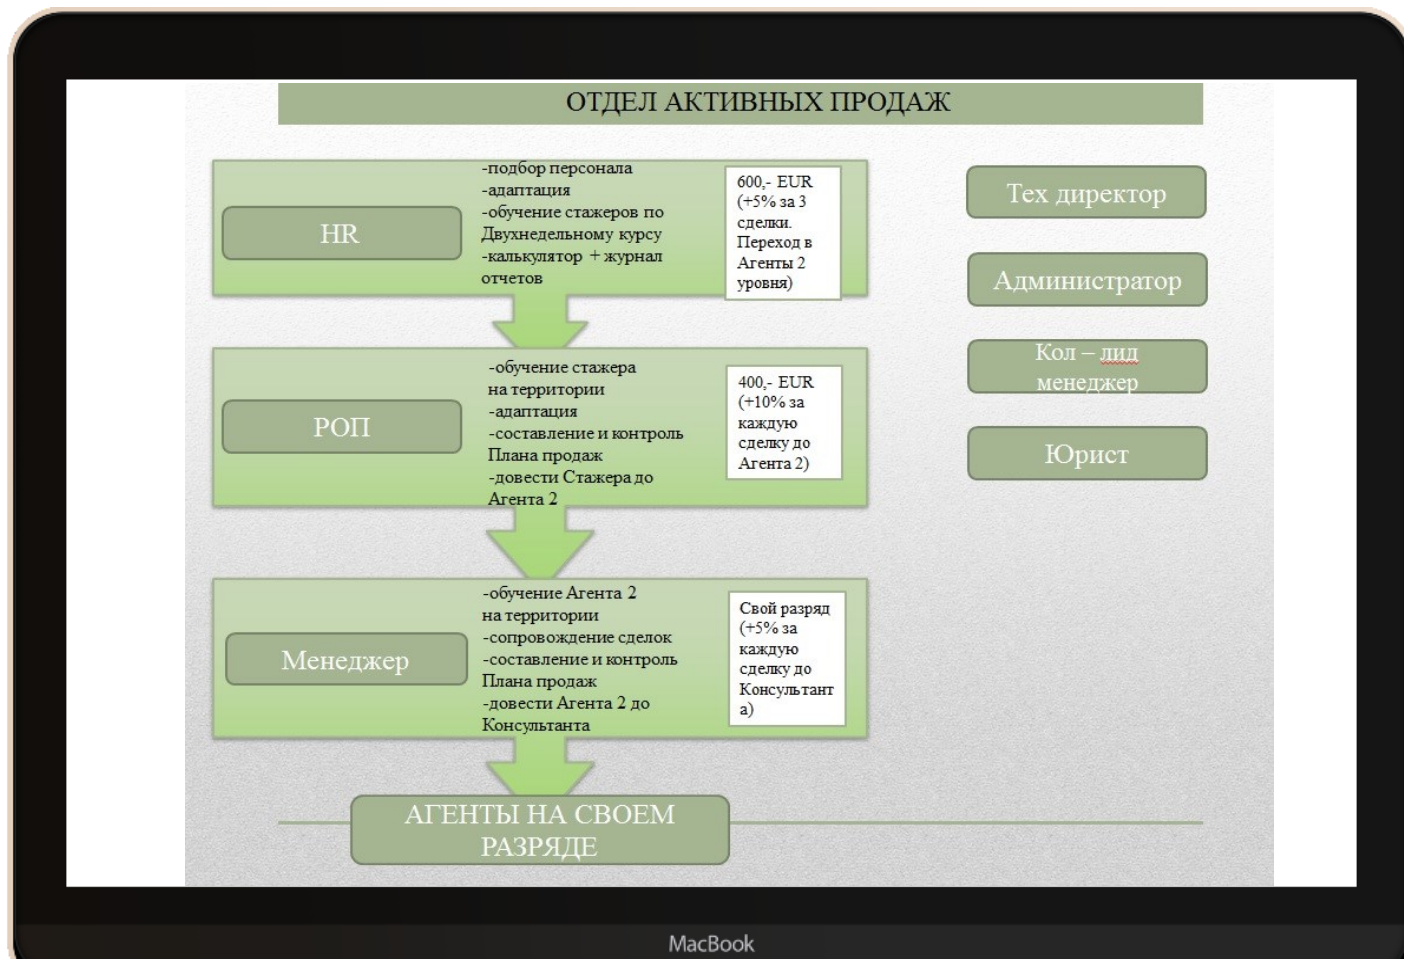 ОТДЕЛ АКТИВНЫХ ПРОДАЖ
HR
-подбор персонала
-адаптация
-обучение стажеров по
Двухнедельному курсу
-калькулятор + журнал
отчетов
600,- EUR
(+5% за 3
сделки.
Переход в
Агенты 2
уровня)
РОП
-обучение стажера
на территории
-адаптация
-составление и контроль
Плана продаж
-довести Стажера до
Агента 2
400,- EUR
(+10% за
каждую
сделку до
Агента 2)
Менеджер
-обучение Агента 2
на территории
-сопровождение сделок
-составление и контроль
Плана продаж
-довести Агента 2 до
Консультанта
Свой разряд
(+5% за
каждую
сделку до
Консультант
а)
АГЕНТЫ НА СВОЕМ
РАЗРЯДЕ
Тех директор
Администратор
Кол – лид
менеджер
Юрист
MacBook